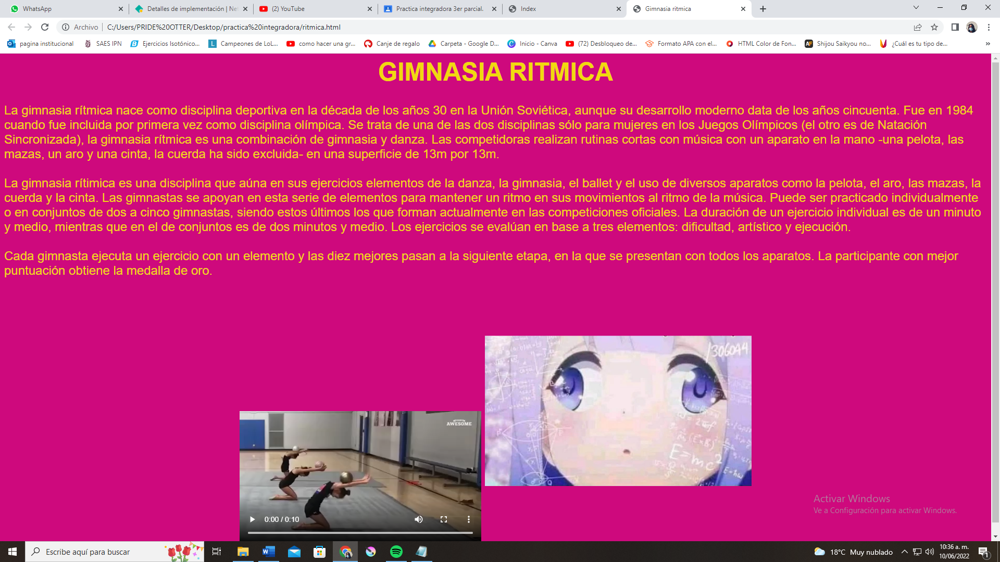 WhatsApp
Detalles de implementación | Net
(2) YouTube
Practica integradora 3er parcial.
Index
Gimnasia ritmica
Archivo
C:/Users/PRIDE%20OTTER/Desktop/practica%20integradora/ritmica.html
pagina institucional
SAES IPN
Ejercicios Isotónico...
Campeones de LoL...
como hacer una gr...
Canje de regalo
Carpeta - Google D...
Inicio - Canva
(72) Desbloqueo de...
Formato APA con el...
HTML Color de Fon...
Shijou Saikyou no...
¿Cuál es tu tipo de...
»
GIMNASIA RITMICA
La gimnasia rítmica nace como disciplina deportiva en la década de los años 30 en la Unión Soviética, aunque su desarrollo moderno data de los años cincuenta. Fue en 1984
cuando fue incluida por primera vez como disciplina olímpica. Se trata de una de las dos disciplinas sólo para mujeres en los Juegos Olímpicos (el otro es de Natación
Sincronizada), la gimnasia rítmica es una combinación de gimnasia y danza. Las competidoras realizan rutinas cortas con música con un aparato en la mano -una pelota, las
mazas, un aro y una cinta, la cuerda ha sido excluida- en una superficie de 13m por 13m.
La gimnasia rítimica es una disciplina que aúna en sus ejercicios elementos de la danza, la gimnasia, el ballet y el uso de diversos aparatos como la pelota, el aro, las mazas, la
cuerda y la cinta. Las gimnastas se apoyan en esta serie de elementos para mantener un ritmo en sus movimientos al ritmo de la música. Puede ser practicado individualmente
o en conjuntos de dos a cinco gimnastas, siendo estos últimos los que forman actualmente en las competiciones oficiales. La duración de un ejercicio individual es de un minuto
y medio, mientras que en el de conjuntos es de dos minutos y medio. Los ejercicios se evalúan en base a tres elementos: dificultad, artístico y ejecución.
Cada gimnasta ejecuta un ejercicio con un elemento y las diez mejores pasan a la siguiente etapa, en la que se presentan con todos los aparatos. La participante con mejor
puntuación obtiene la medalla de oro.
AWESOME
0:00 / 0:10
E=mc²
Activar Windows
Ve a Configuración para activar Windows.
Escribe aquí para buscar
18°C Muy nublado
10:36 a. m.
10/06/2022
1